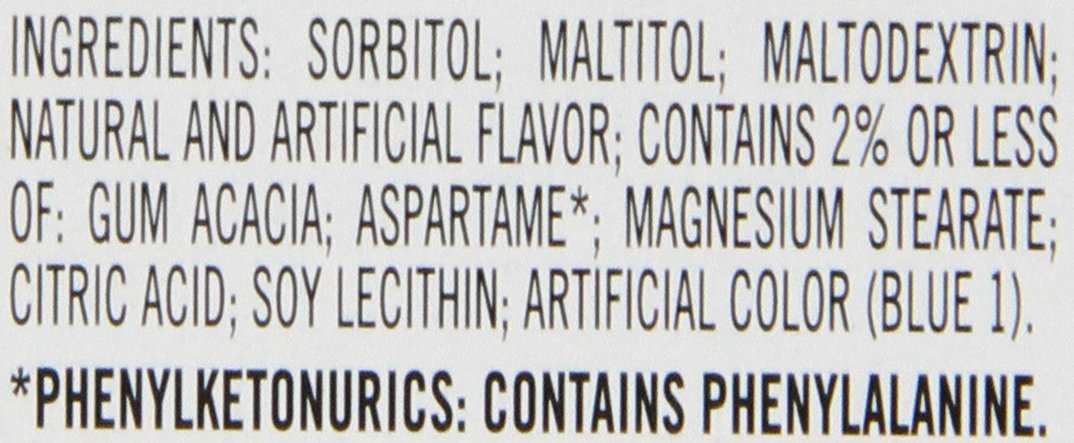 INGREDIENTS: SORBITOL; MALTITOL; MALTODEXTRIN;
NATURAL AND ARTIFICIAL FLAVOR; CONTAINS 2% OR LESS
OF: GUM ACACIA; ASPARTAME*; MAGNESIUM STEARATE;
CITRIC ACID; SOY LECITHIN; ARTIFICIAL COLOR (BLUE 1).
*PHENYLKETONURICS: CONTAINS PHENYLALANINE.